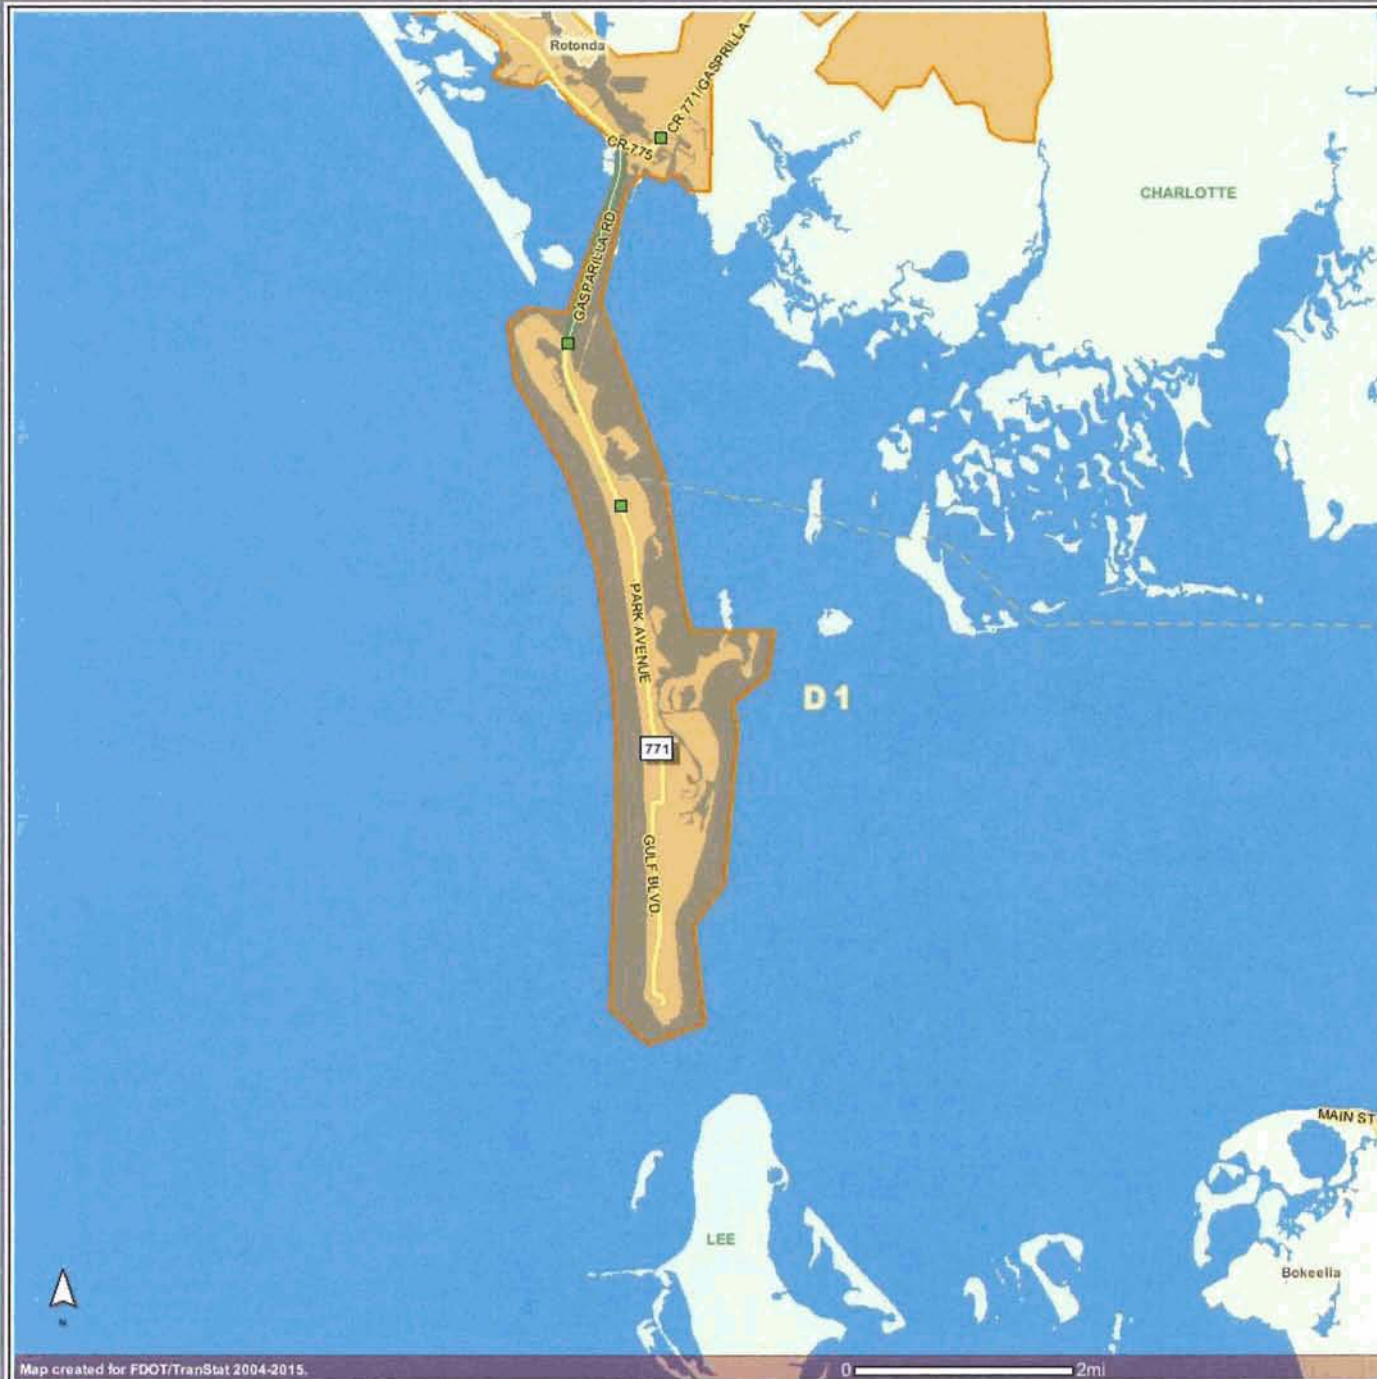 Rotonda
CR 771/GASPRILLA
CR-775
CHARLOTTE
GASPARILLA RD
PARK AVENUE
D 1
771
GULF BLVD.
MAIN ST
LEE
Bokeelia
N
Map created for FDOT/TranStat 2004-2015.
0 2mi